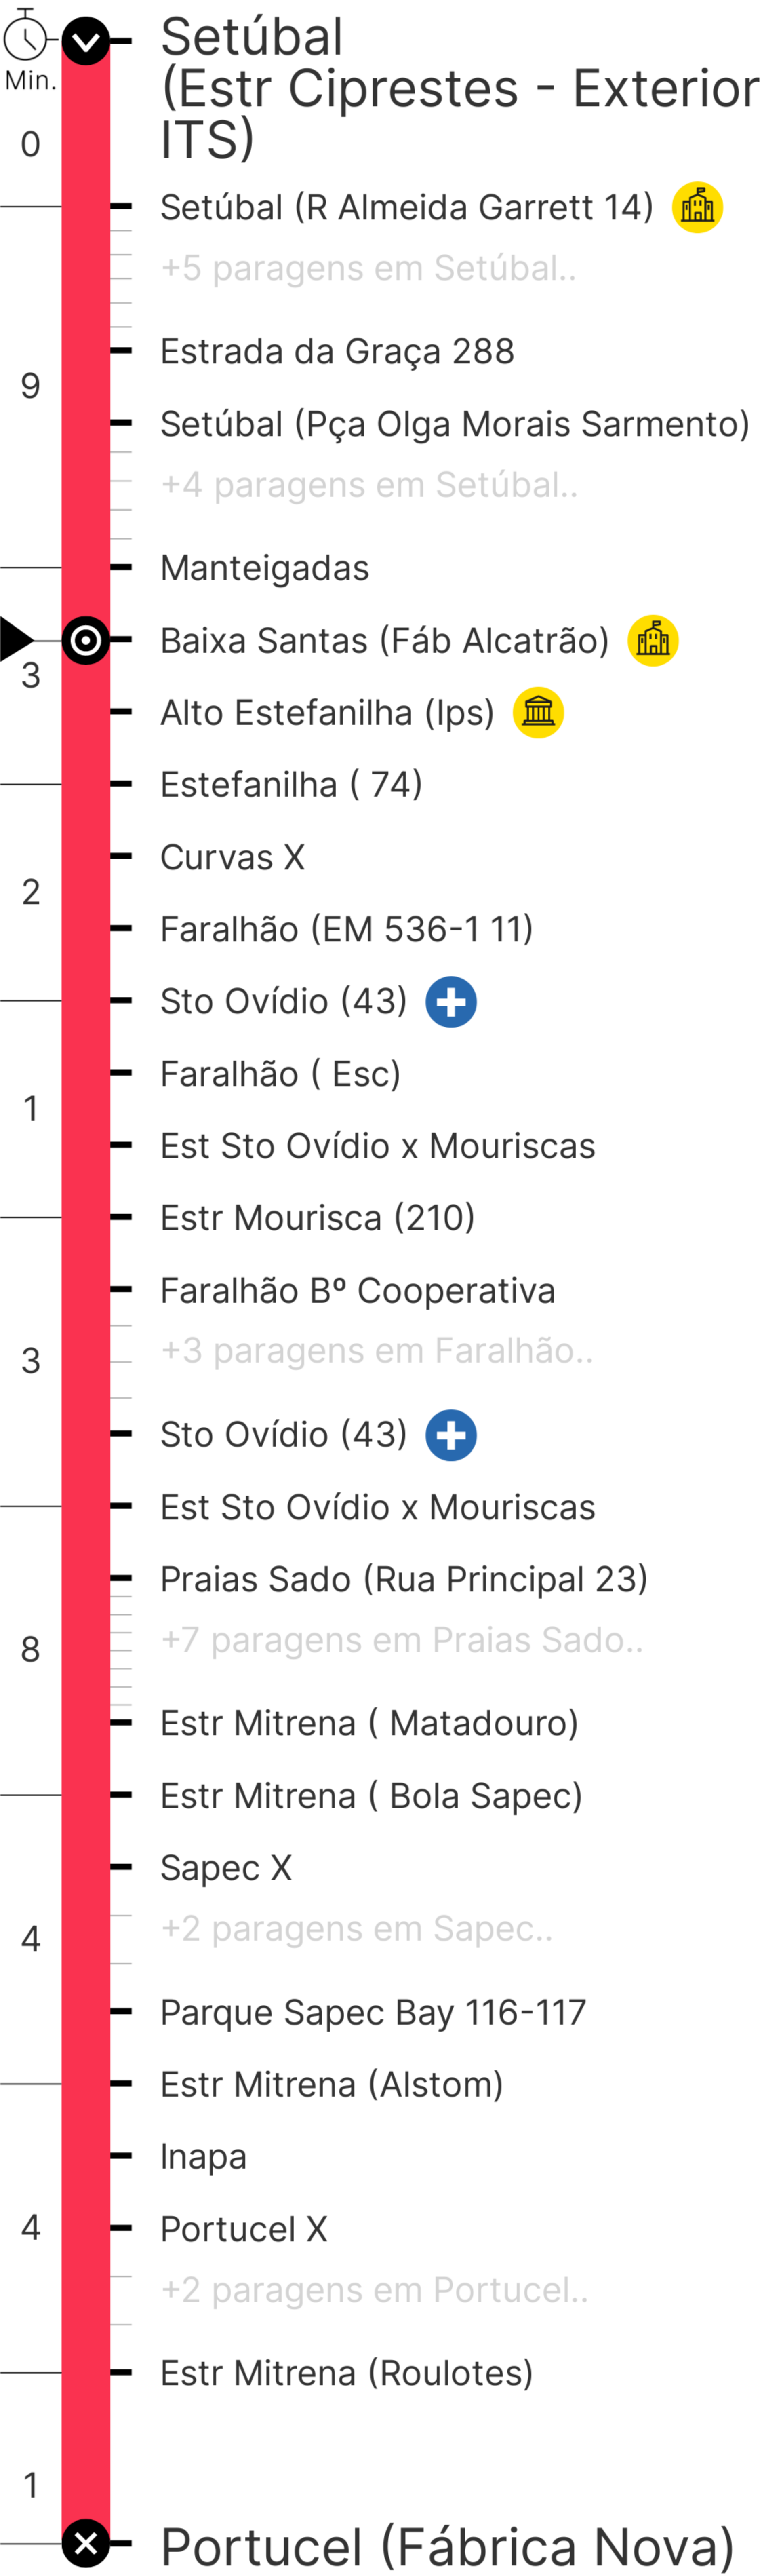 Setúbal
(Estr Ciprestes - Exterior
ITS)
Min.
0
Setúbal (R Almeida Garrett 14)
+5 paragens em Setúbal..
Estrada da Graça 288
9
Setúbal (Pça Olga Morais Sarmento)
+4 paragens em Setúbal..
Manteigadas
Baixa Santas (Fáb Alcatrão)
3
Alto Estefanilha (Ips)
Estefanilha ( 74)
Curvas X
2
Faralhão (EM 536-1 11)
Sto Ovídio (43)
Faralhão ( Esc)
1
Est Sto Ovídio x Mouriscas
Estr Mourisca (210)
Faralhão Bº Cooperativa
+3 paragens em Faralhão..
3
Sto Ovídio (43)
Est Sto Ovídio x Mouriscas
Praias Sado (Rua Principal 23)
+7 paragens em Praias Sado..
8
Estr Mitrena ( Matadouro)
Estr Mitrena ( Bola Sapec)
Sapec X
+2 paragens em Sapec..
4
Parque Sapec Bay 116-117
Estr Mitrena (Alstom)
Inapa
4
Portucel X
+2 paragens em Portucel..
Estr Mitrena (Roulotes)
1
Portucel (Fábrica Nova)